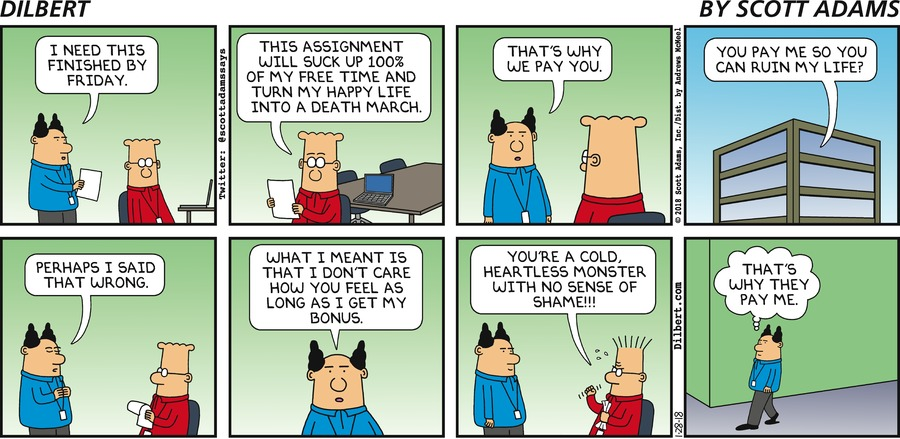 DILBERT
BY SCOTT ADAMS
I NEED THIS
FINISHED BY
FRIDAY.
Twitter: @scottadamssays
THIS ASSIGNMENT
WILL SUCK UP 100%
OF MY FREE TIME AND
TURN MY HAPPY LIFE
INTO A DEATH MARCH.
THAT'S WHY
WE PAY YOU.
© 2018 Scott Adams, Inc./Dist. by Andrews McMeel
YOU PAY ME SO YOU
CAN RUIN MY LIFE?
PERHAPS I SAID
THAT WRONG.
WHAT I MEANT IS
THAT I DON'T CARE
HOW YOU FEEL AS
LONG AS I GET MY
BONUS.
YOU'RE A COLD,
HEARTLESS MONSTER
WITH NO SENSE OF
SHAME!!!
Dilbert.com
1-28-18
THAT'S
WHY THEY
PAY ME.